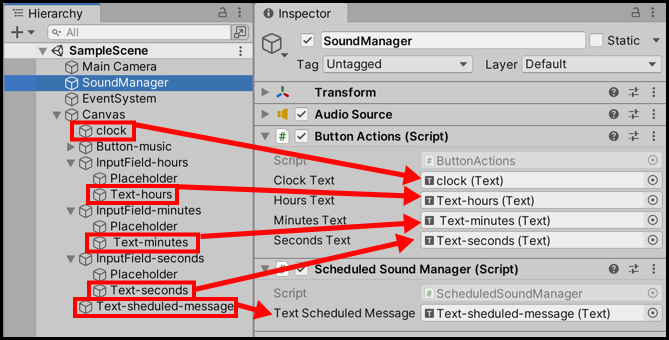 Hierarchy
All
SampleScene
Main Camera
SoundManager
EventSystem
Canvas
clock
Button-music
InputField-hours
Placeholder
Text-hours
InputField-minutes
Placeholder
Text-minutes
InputField-seconds
Placeholder
Text-seconds
Text-sheduled-message
Inspector
SoundManager Static
Tag Untagged Layer Default
Transform
Audio Source
Button Actions (Script)
Script ButtonActions
Clock Text clock (Text)
Hours Text Text-hours (Text)
Minutes Text Text-minutes (Text)
Seconds Text Text-seconds (Text)
Scheduled Sound Manager (Script)
Script ScheduledSoundManager
Text Scheduled Message Text-sheduled-message (Text)